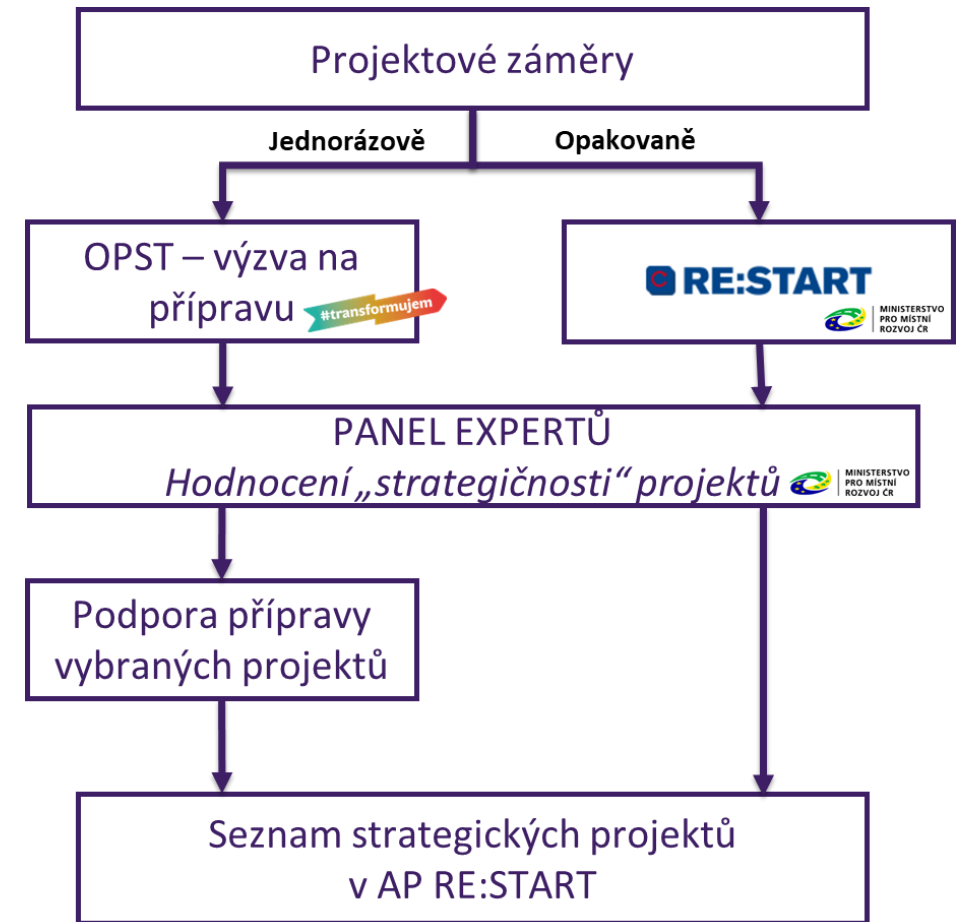 Projektové záměry
Jednorázově
Opakovaně
OPST – výzva na
přípravu
#transformujem
RE:START
MINISTERSTVO
PRO MÍSTNÍ
ROZVOJ ČR
PANEL EXPERTŮ
Hodnocení „strategičnosti“ projektů
MINISTERSTVO
PRO MÍSTNÍ
ROZVOJ ČR
Podpora přípravy
vybraných projektů
Seznam strategických projektů
v AP RE:START